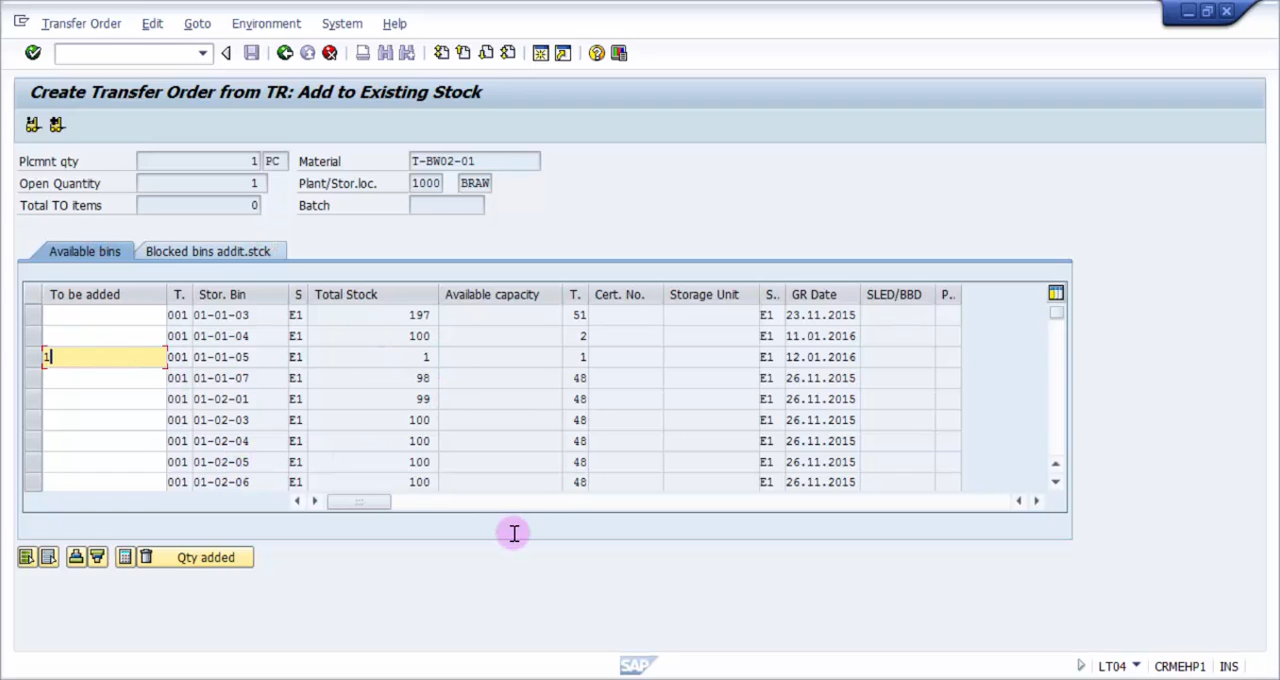 Transfer Order Edit Goto Environment System Help
Create Transfer Order from TR: Add to Existing Stock
Plcmnt qty 1 PC Material T-BW02-01
Open Quantity 1 Plant/Stor.loc. 1000 BRAW
Total TO items 0 Batch
Available bins Blocked bins addit.stck
To be added T. Stor. Bin S Total Stock Available capacity T. Cert. No. Storage Unit S.. GR Date SLED/BBD P..
001 01-01-03 E1 197 51 E1 23.11.2015
001 01-01-04 E1 100 2 E1 11.01.2016
1 001 01-01-05 E1 1 1 E1 12.01.2016
001 01-01-07 E1 98 48 E1 26.11.2015
001 01-02-01 E1 99 48 E1 26.11.2015
001 01-02-03 E1 100 48 E1 26.11.2015
001 01-02-04 E1 100 48 E1 26.11.2015
001 01-02-05 E1 100 48 E1 26.11.2015
001 01-02-06 E1 100 48 E1 26.11.2015
Qty added
SAP LT04 CRMEHP1 INS